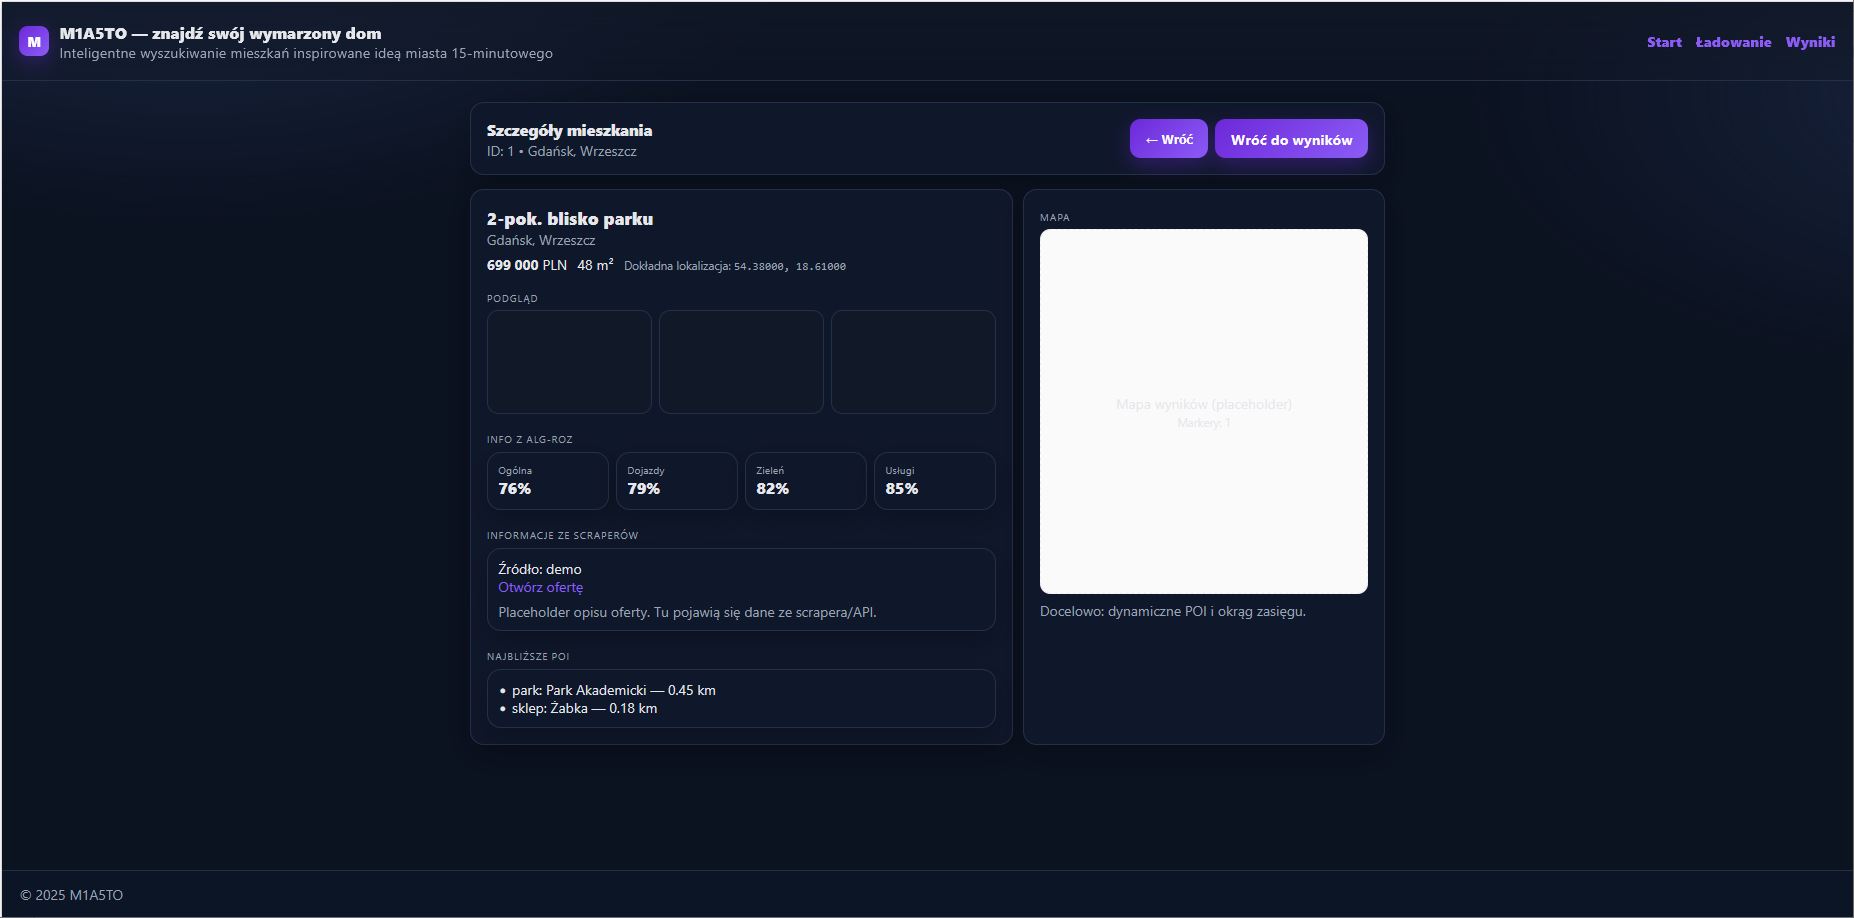 M
M1A5TO — znajdź swój wymarzony dom
Inteligentne wyszukiwanie mieszkań inspirowane ideą miasta 15-minutowego
Start Ładowanie Wyniki
Szczegóły mieszkania
ID: 1 • Gdańsk, Wrzeszcz
← Wróć
Wróć do wyników
2-pok. blisko parku
Gdańsk, Wrzeszcz
699 000 PLN 48 m² Dokładna lokalizacja: 54.38000, 18.61000
PODGLĄD
INFO Z ALG-ROZ
Ogólna
76%
Dojazdy
79%
Zieleń
82%
Usługi
85%
INFORMACJE ZE SCRAPERÓW
Źródło: demo
Otwórz ofertę
Placeholder opisu oferty. Tu pojawią się dane ze scrapera/API.
NAJBLIŻSZE POI
• park: Park Akademicki — 0.45 km
• sklep: Żabka — 0.18 km
MAPA
Mapa wyników (placeholder)
Markery: 1
Docelowo: dynamiczne POI i okrąg zasięgu.
© 2025 M1A5TO